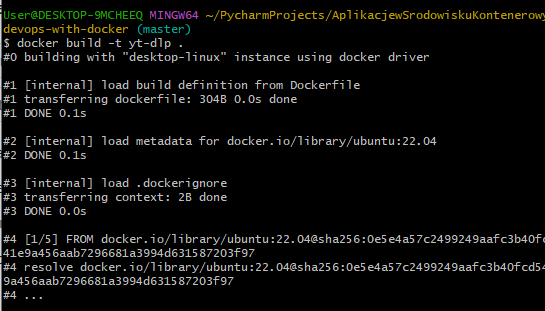 User@DESKTOP-9MCHEEQ MINGW64 ~/PycharmProjects/AplikacjewSrodowiskuKontenerowy
devops-with-docker (master)
$ docker build -t yt-dlp .
#0 building with "desktop-linux" instance using docker driver
#1 [internal] load build definition from Dockerfile
#1 transferring dockerfile: 304B 0.0s done
#1 DONE 0.1s
#2 [internal] load metadata for docker.io/library/ubuntu:22.04
#2 DONE 0.1s
#3 [internal] load .dockerignore
#3 transferring context: 2B done
#3 DONE 0.0s
#4 [1/5] FROM docker.io/library/ubuntu:22.04@sha256:0e5e4a57c2499249aafc3b40fc
41e9a456aab7296681a3994d631587203f97
#4 resolve docker.io/library/ubuntu:22.04@sha256:0e5e4a57c2499249aafc3b40fcd54
9a456aab7296681a3994d631587203f97
#4 ...